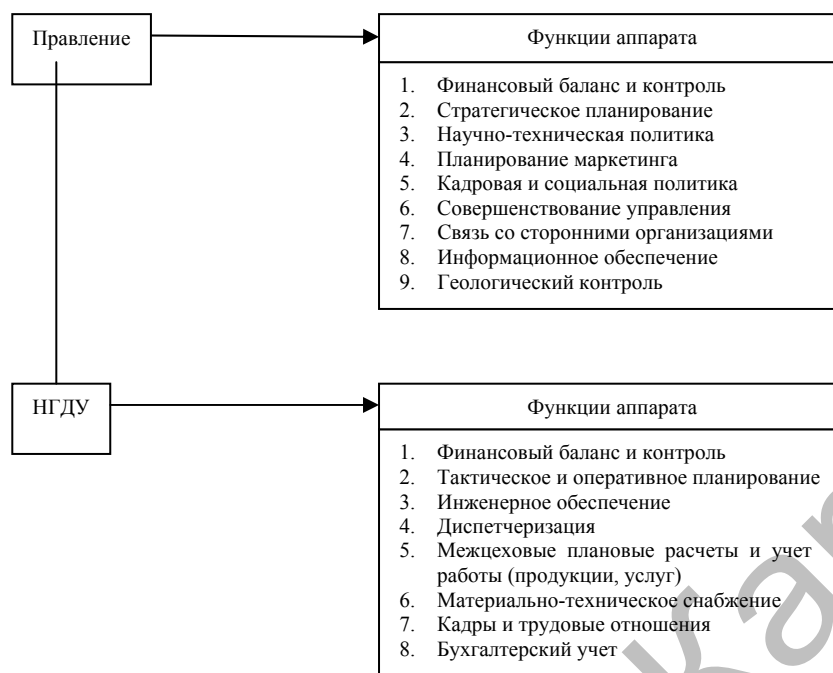 Правление
Функции аппарата
1. Финансовый баланс и контроль
2. Стратегическое планирование
3. Научно-техническая политика
4. Планирование маркетинга
5. Кадровая и социальная политика
6. Совершенствование управления
7. Связь со сторонними организациями
8. Информационное обеспечение
9. Геологический контроль
НГДУ
Функции аппарата
1. Финансовый баланс и контроль
2. Тактическое и оперативное планирование
3. Инженерное обеспечение
4. Диспетчеризация
5. Межцеховые плановые расчеты и учет
работы (продукции, услуг)
6. Материально-техническое снабжение
7. Кадры и трудовые отношения
8. Бухгалтерский учет